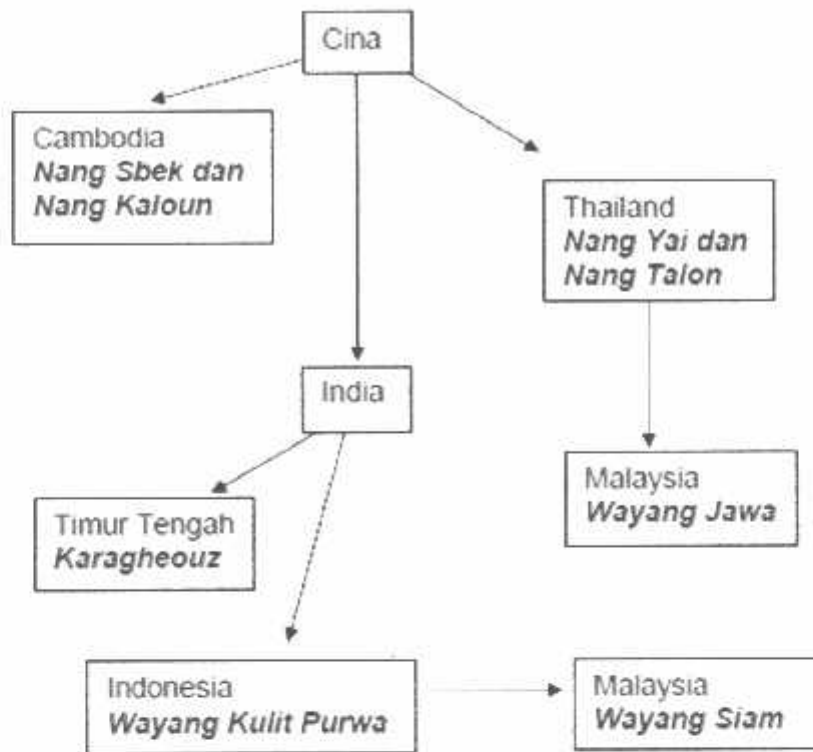 Cina
Cambodia
Nang Sbek dan
Nang Kaloun
Thailand
Nang Yai dan
Nang Talon
India
Malaysia
Wayang Jawa
Timur Tengah
Karagheouz
Indonesia
Wayang Kulit Purwa
Malaysia
Wayang Siam